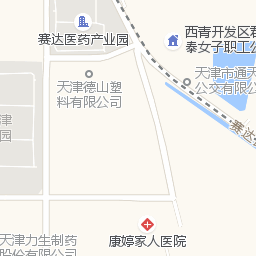 西青开发区君
泰女子职工公
赛达医药产业园
天津德山塑
料有限公司
天津市通天
公交有限公
赛达
津
园
康婷家人医院
天津力生制药
股份有限公司